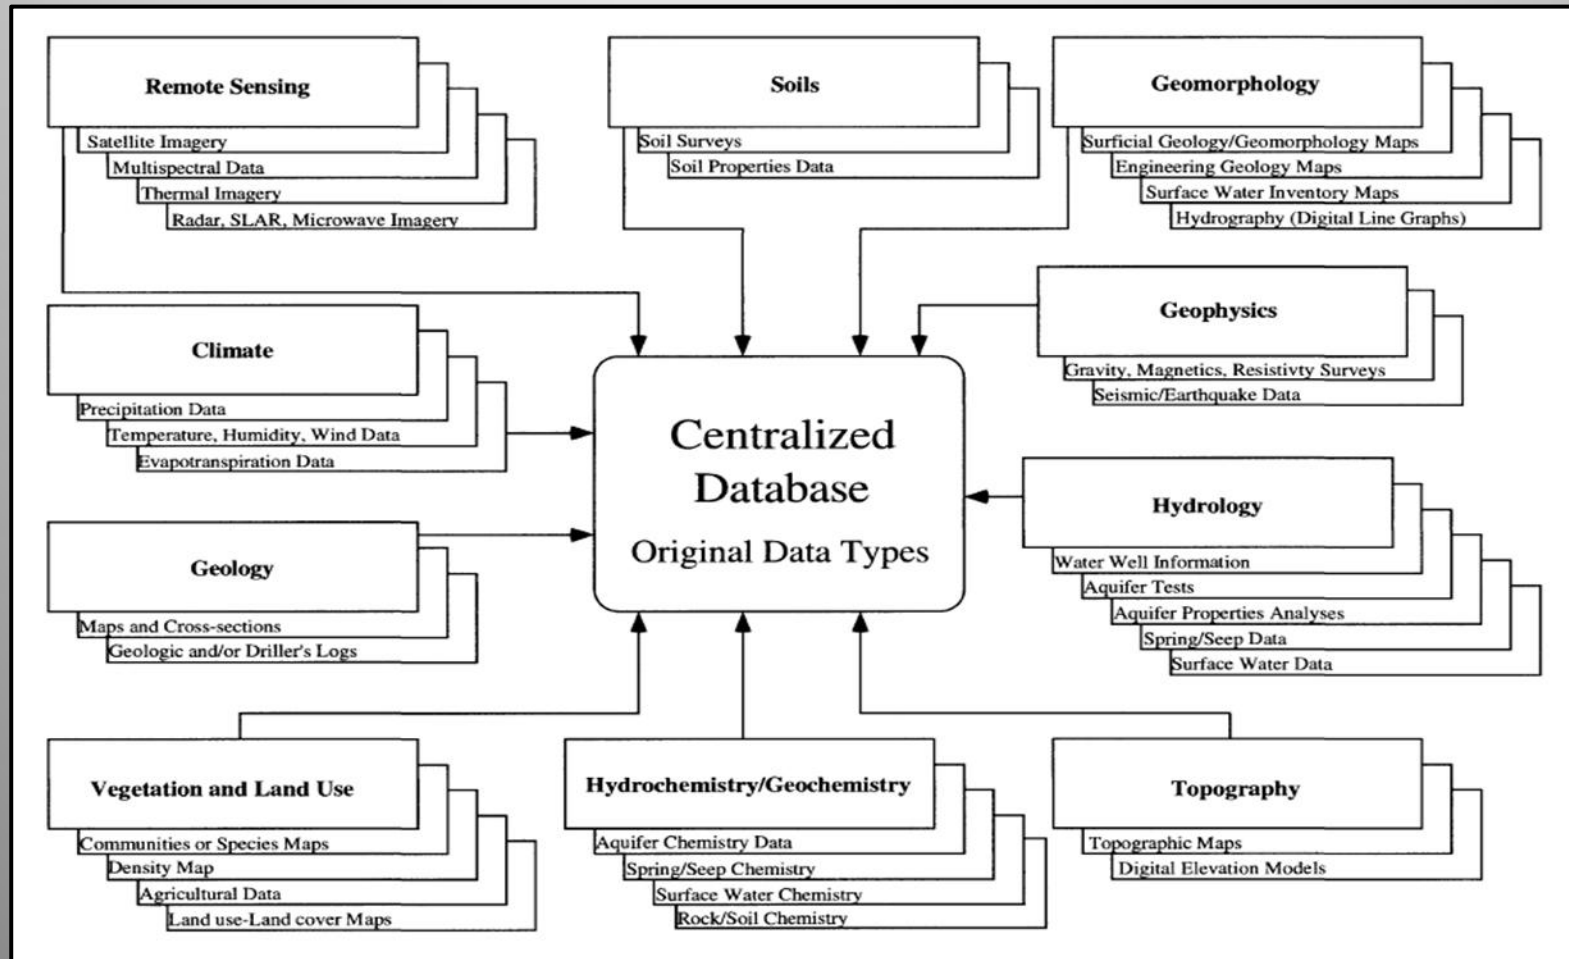 Remote Sensing
Satellite Imagery
Multispectral Data
Thermal Imagery
Radar, SLAR, Microwave Imagery
Soils
Soil Surveys
Soil Properties Data
Geomorphology
Surficial Geology/Geomorphology Maps
Engineering Geology Maps
Surface Water Inventory Maps
Hydrography (Digital Line Graphs)
Climate
Precipitation Data
Temperature, Humidity, Wind Data
Evapotranspiration Data
Geophysics
Gravity, Magnetics, Resistivty Surveys
Seismic/Earthquake Data
Centralized
Database
Original Data Types
Geology
Maps and Cross-sections
Geologic and/or Driller's Logs
Hydrology
Water Well Information
Aquifer Tests
Aquifer Properties Analyses
Spring/Seep Data
Surface Water Data
Vegetation and Land Use
Communities or Species Maps
Density Map
Agricultural Data
Land use-Land cover Maps
Hydrochemistry/Geochemistry
Aquifer Chemistry Data
Spring/Seep Chemistry
Surface Water Chemistry
Rock/Soil Chemistry
Topography
Topographic Maps
Digital Elevation Models